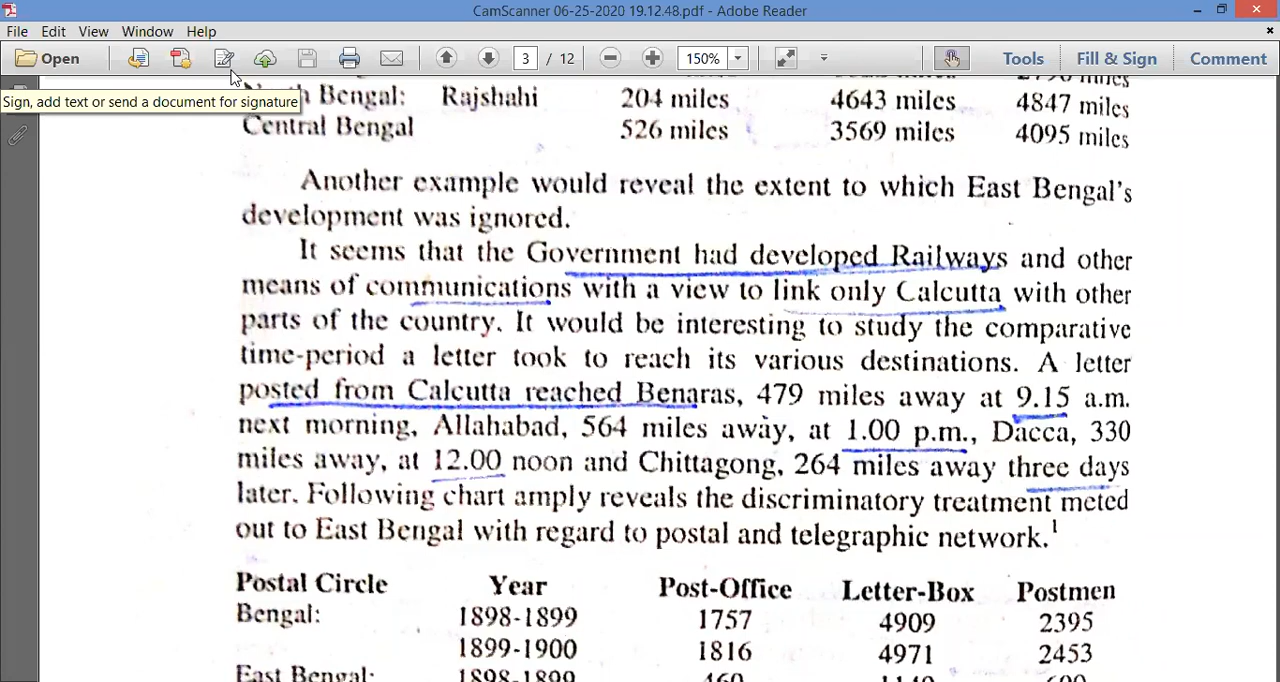 CamScanner 06-25-2020 19.12.48.pdf - Adobe Reader
File Edit View Window Help
Open 3 / 12 150% Tools Fill & Sign Comment
Sign, add text or send a document for signature
miles
Bengal: Rajshahi 204 miles 4643 miles 4847 miles
Central Bengal 526 miles 3569 miles 4095 miles
Another example would reveal the extent to which East Bengal's
development was ignored.
It seems that the Government had developed Railways and other
means of communications with a view to link only Calcutta with other
parts of the country. It would be interesting to study the comparative
time-period a letter took to reach its various destinations. A letter
posted from Calcutta reached Benaras, 479 miles away at 9.15 a.m.
next morning, Allahabad, 564 miles away, at 1.00 p.m., Dacca, 330
miles away, at 12.00 noon and Chittagong, 264 miles away three days
later. Following chart amply reveals the discriminatory treatment meted
out to East Bengal with regard to postal and telegraphic network.1
Postal Circle Year Post-Office Letter-Box Postmen
Bengal: 1898-1899 1757 4909 2395
1899-1900 1816 4971 2453
East Bengal: 1898-1899